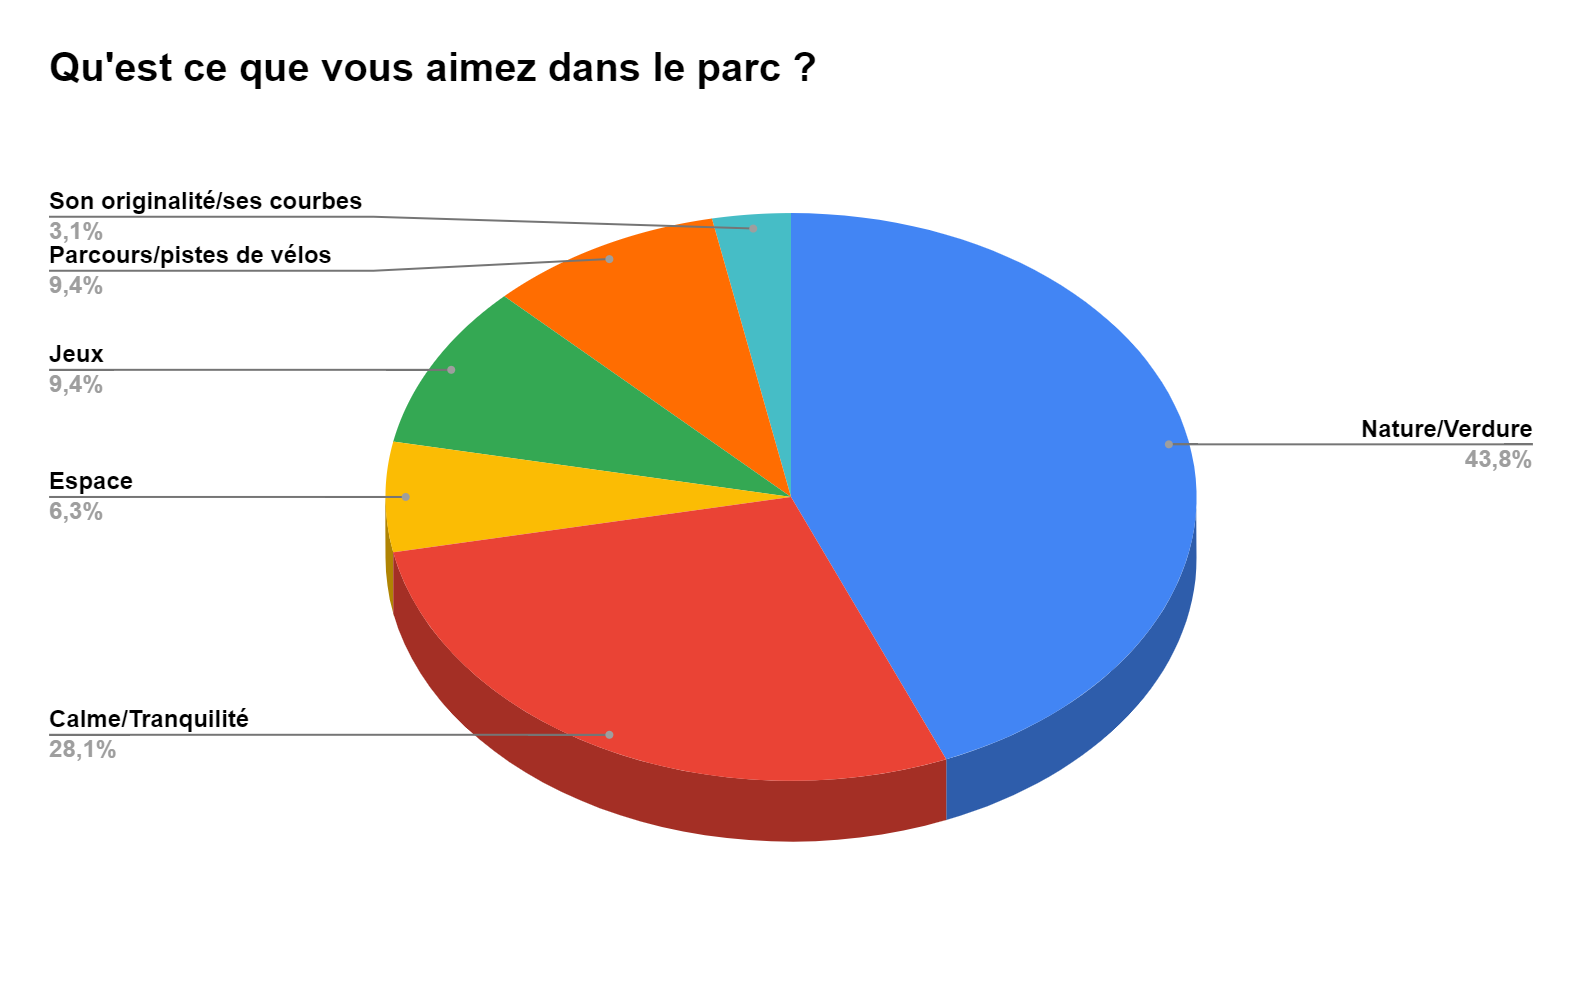 Qu'est ce que vous aimez dans le parc ?
Son originalité/ses courbes
3,1%
Parcours/pistes de vélos
9,4%
Jeux
9,4%
Espace
6,3%
Calme/Tranquilité
28,1%
Nature/Verdure
43,8%